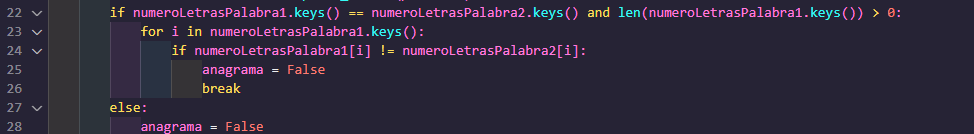 22 if numeroLetrasPalabra1.keys() == numeroLetrasPalabra2.keys() and len(numeroLetrasPalabra1.keys()) > 0:
23 for i in numeroLetrasPalabra1.keys():
24 if numeroLetrasPalabra1[i] != numeroLetrasPalabra2[i]:
25 anagrama = False
26 break
27 else:
28 anagrama = False